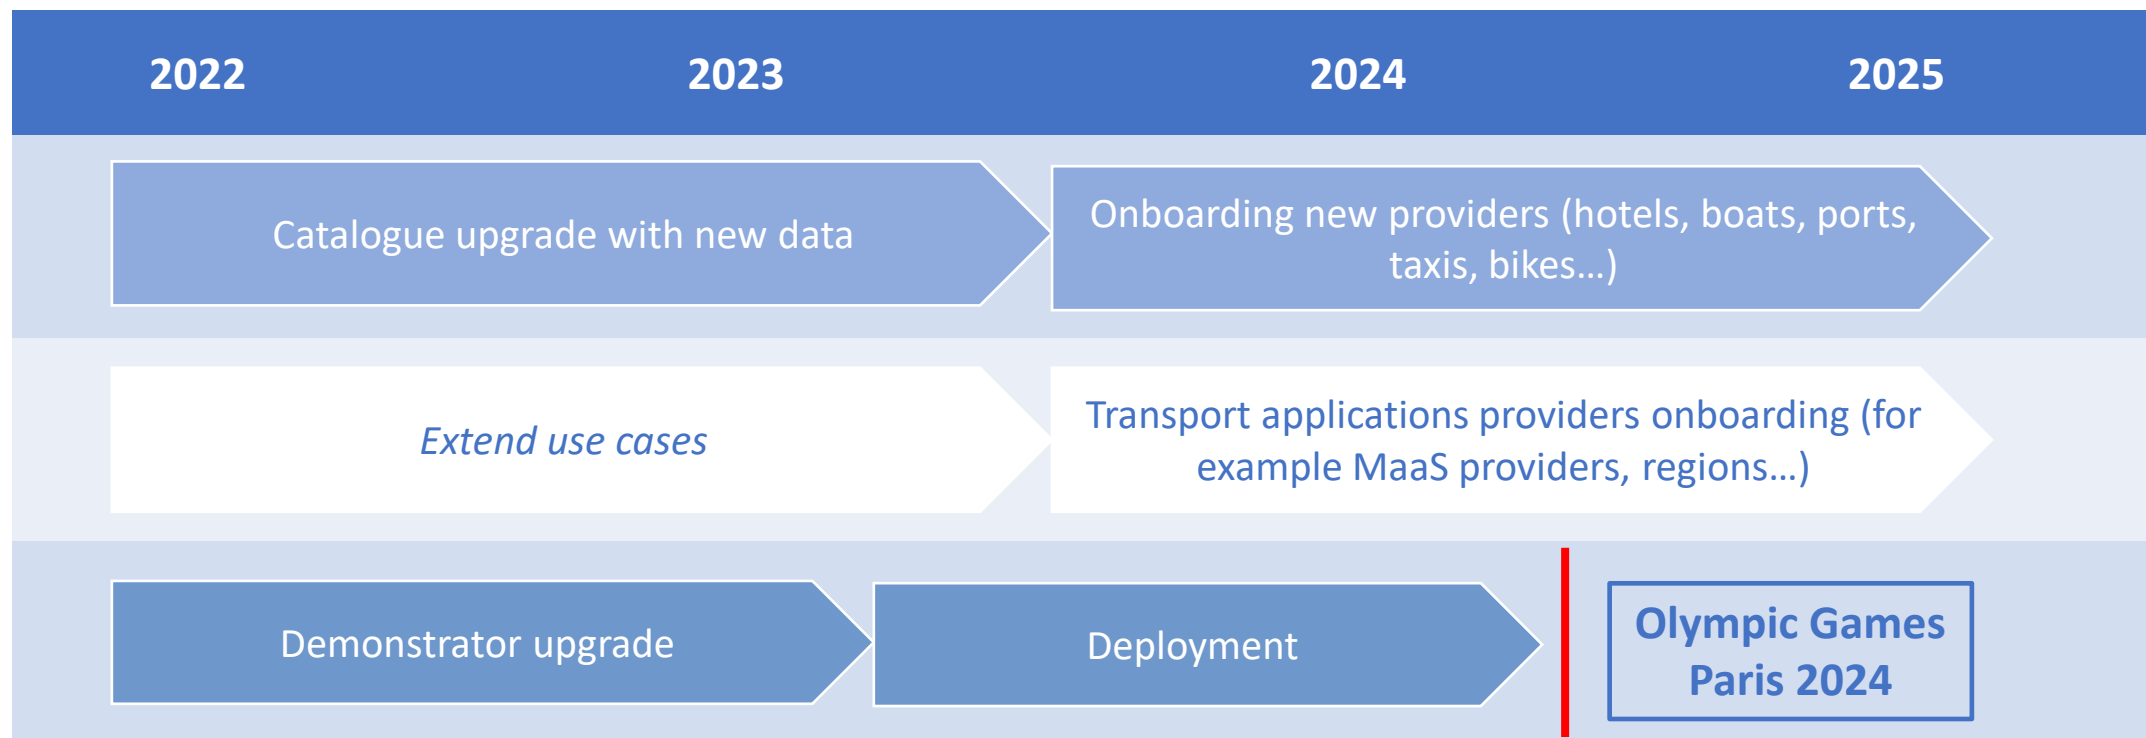 2022 2023 2024 2025
Catalogue upgrade with new data
Onboarding new providers (hotels, boats, ports,
taxis, bikes...)
Extend use cases
Transport applications providers onboarding (for
example MaaS providers, regions...)
Demonstrator upgrade
Deployment
Olympic Games
Paris 2024